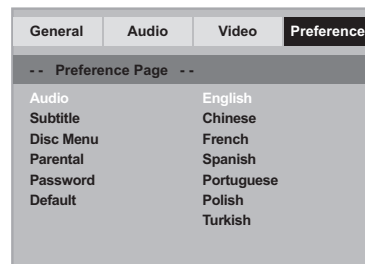 General Audio Video Preference
-- Preference Page --
Audio English
Subtitle Chinese
Disc Menu French
Parental Spanish
Password Portuguese
Default Polish
Turkish